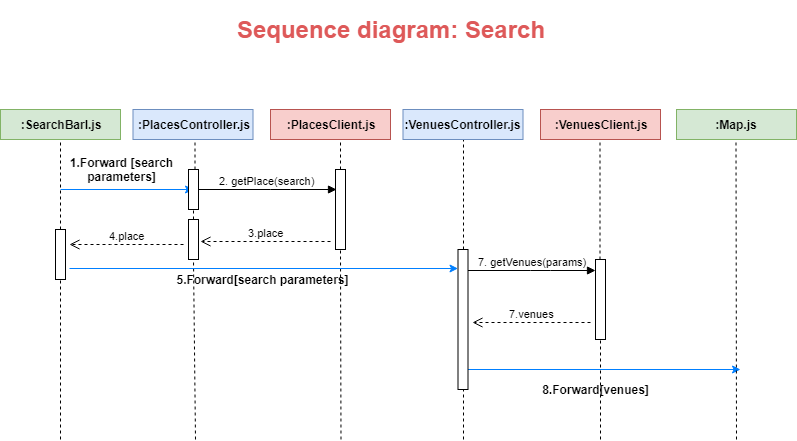 Sequence diagram: Search
:SearchBarl.js
:PlacesController.js
:PlacesClient.js
:VenuesController.js
:VenuesClient.js
:Map.js
1.Forward [search
parameters]
2. getPlace(search)
3.place
4.place
5.Forward[search parameters]
7. getVenues(params)
7.venues
8.Forward[venues]